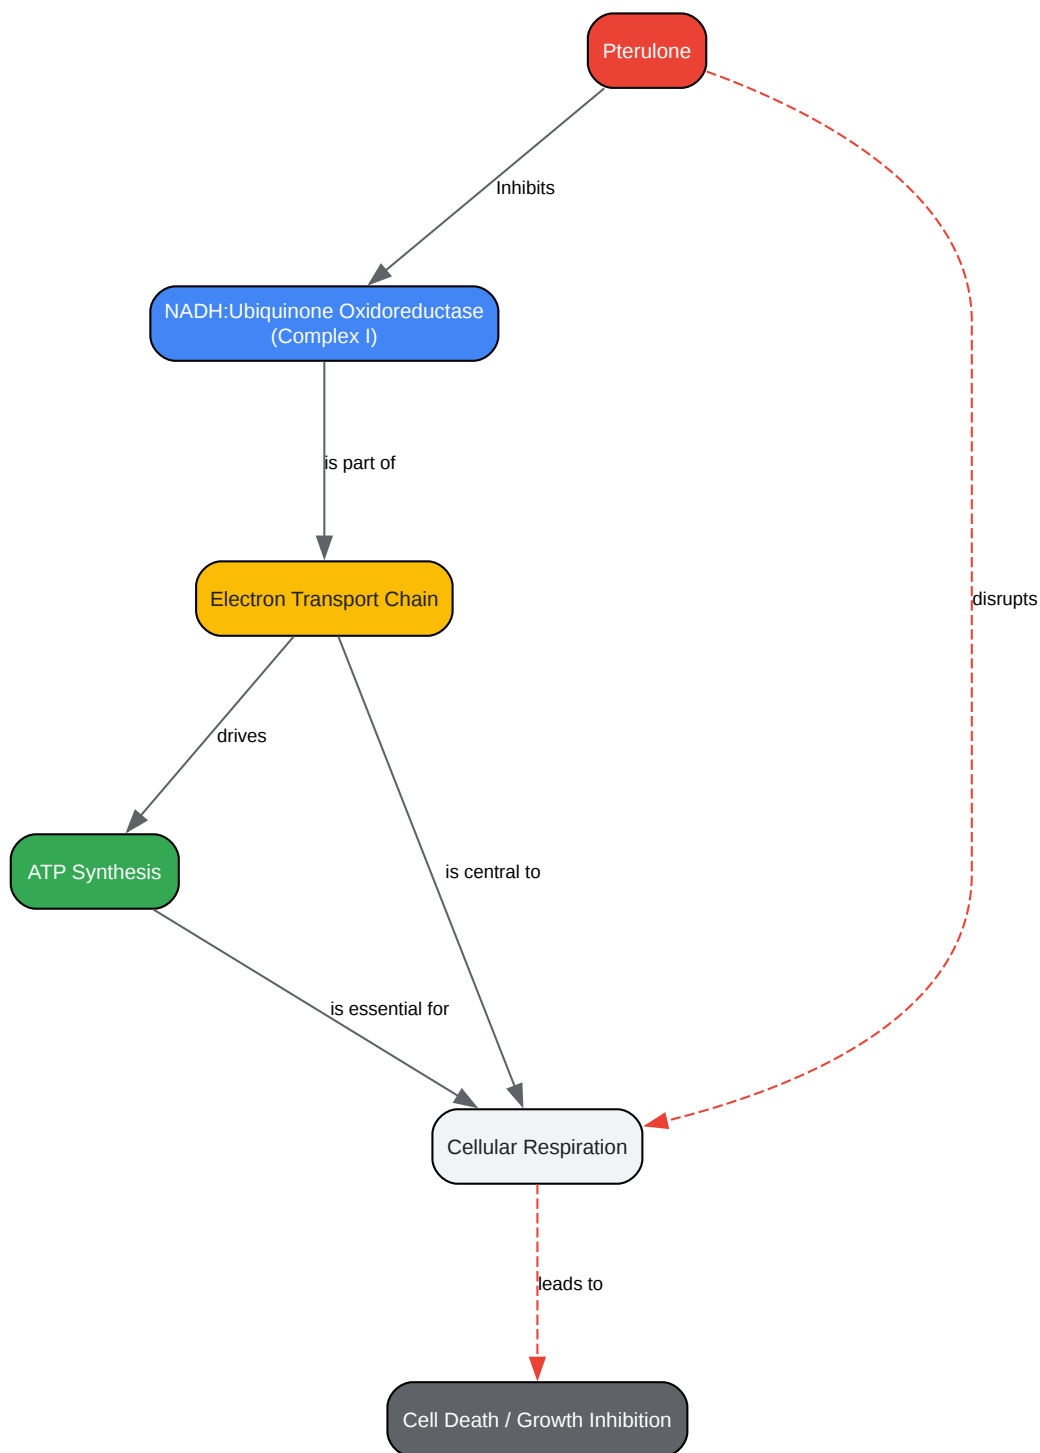 Pterulone
Inhibits
NADH:Ubiquinone Oxidoreductase
(Complex I)
is part of
Electron Transport Chain
disrupts
drives
ATP Synthesis
is central to
is essential for
Cellular Respiration
leads to
Cell Death / Growth Inhibition